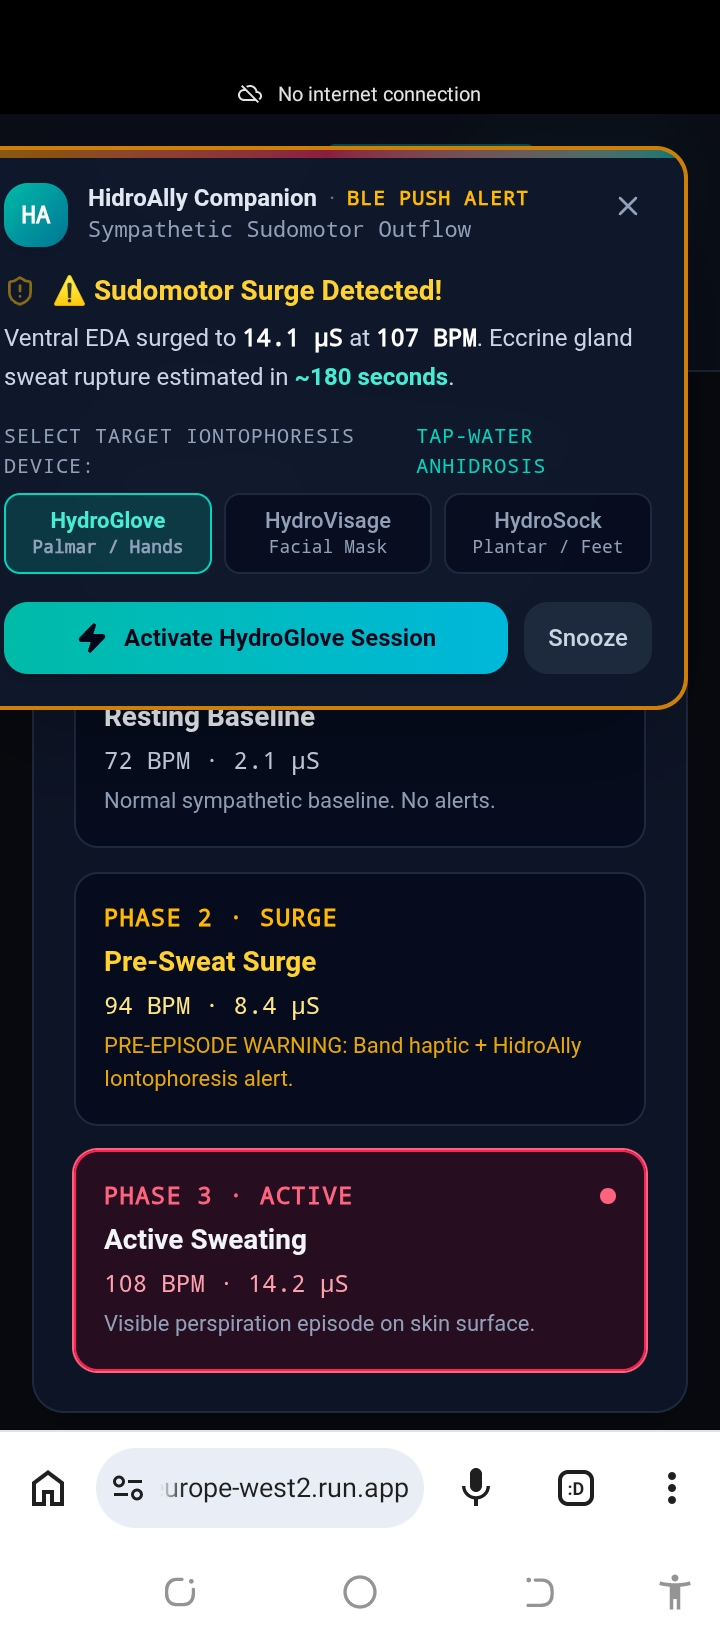 No internet connection
HA
HidroAlly Companion · BLE PUSH ALERT
Sympathetic Sudomotor Outflow
⚠️ Sudomotor Surge Detected!
Ventral EDA surged to 14.1 µS at 107 BPM. Eccrine gland
sweat rupture estimated in ~180 seconds.
SELECT TARGET IONTOPHORESIS
DEVICE:
TAP-WATER
ANHIDROSIS
HydroGlove
Palmar / Hands
HydroVisage
Facial Mask
HydroSock
Plantar / Feet
Activate HydroGlove Session
Snooze
Resting Baseline
72 BPM · 2.1 µS
Normal sympathetic baseline. No alerts.
PHASE 2 · SURGE
Pre-Sweat Surge
94 BPM · 8.4 µS
PRE-EPISODE WARNING: Band haptic + HidroAlly
Iontophoresis alert.
PHASE 3 · ACTIVE
Active Sweating
108 BPM · 14.2 µS
Visible perspiration episode on skin surface.
urope-west2.run.app
:D